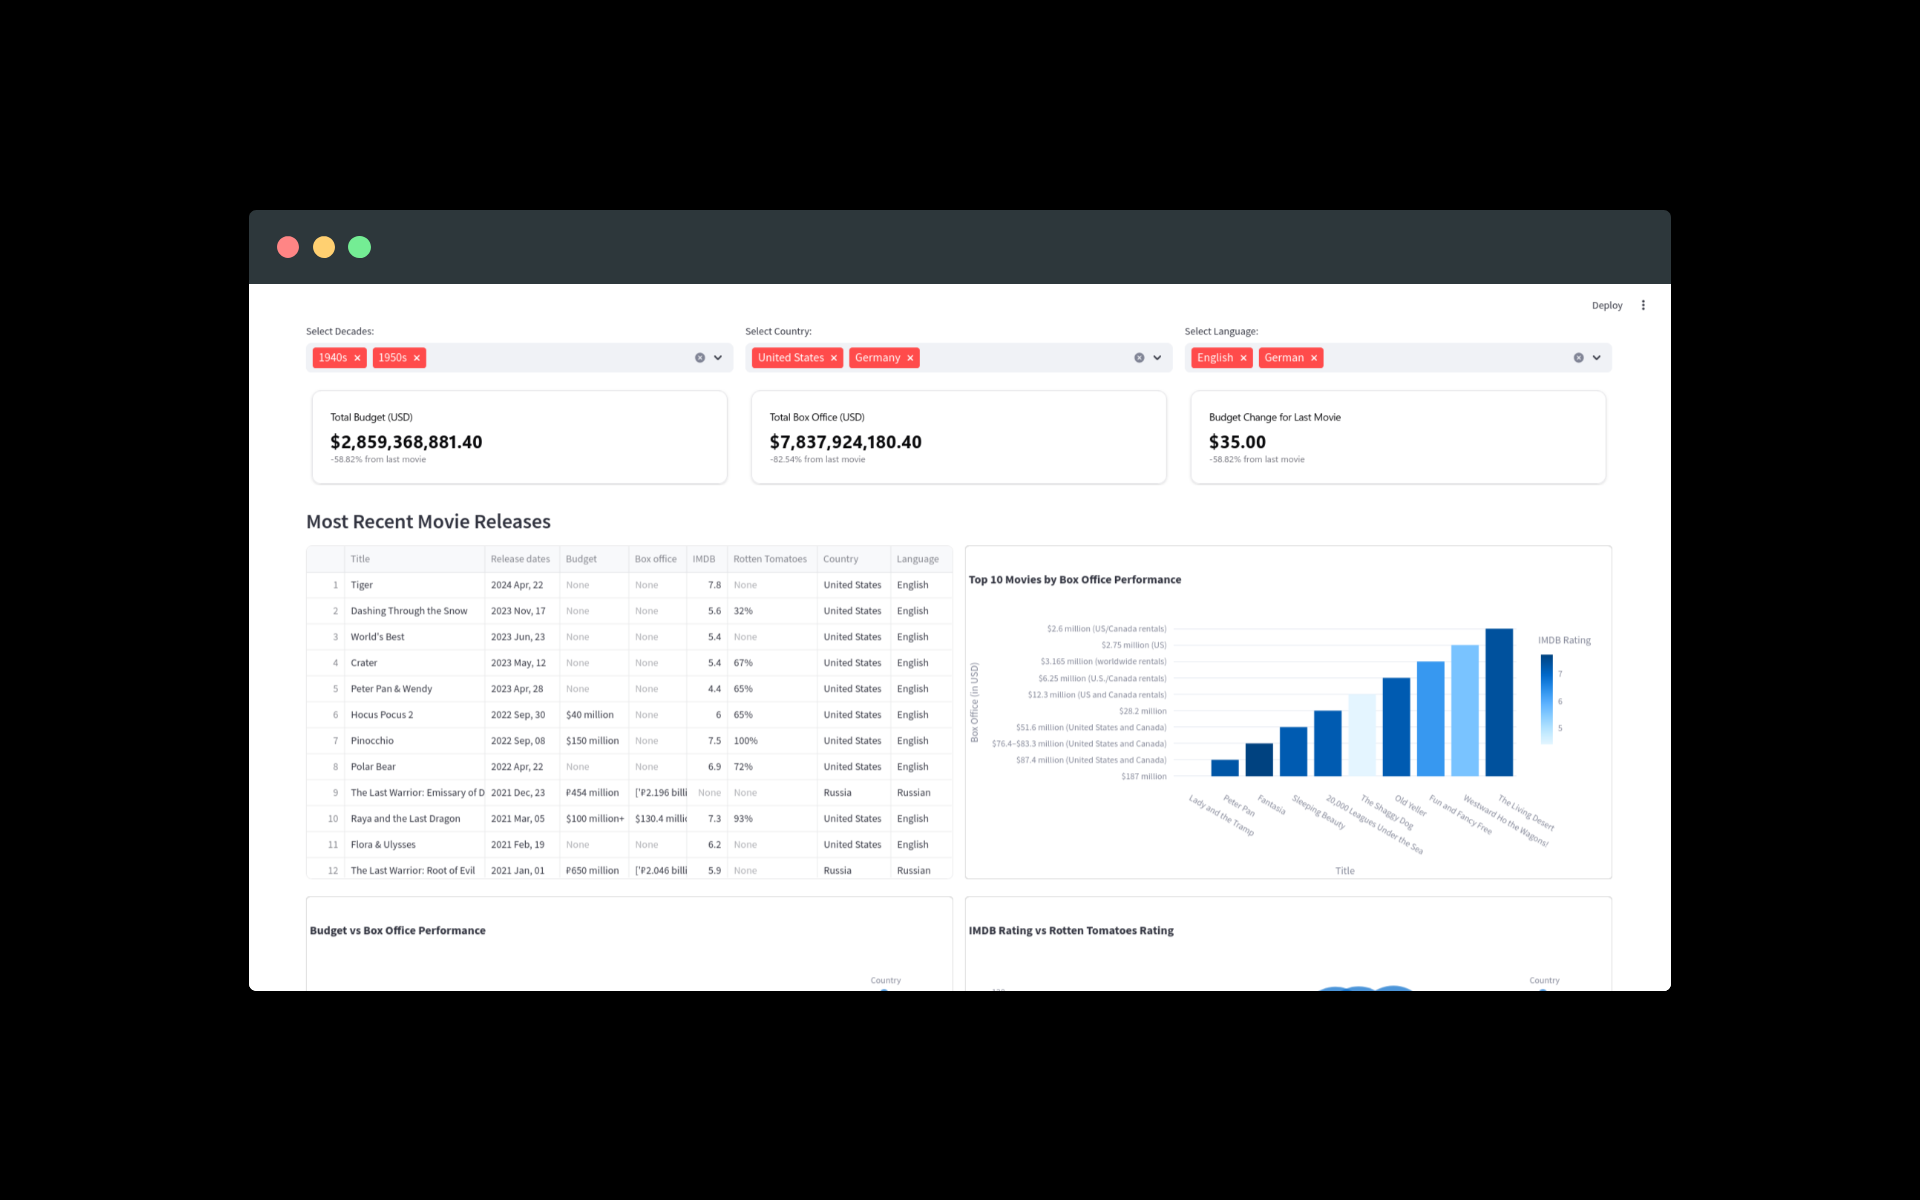 Deploy
Select Decades:
Select Country:
Select Language:
1940s × 1950s ×
United States × Germany ×
English × German ×
Total Budget (USD)
$2,859,368,881.40
-58.82% from last movie
Total Box Office (USD)
$7,837,924,180.40
-82.54% from last movie
Budget Change for Last Movie
$35.00
-58.82% from last movie
Most Recent Movie Releases
Title Release dates Budget Box office IMDB Rotten Tomatoes Country Language
1 Tiger 2024 Apr, 22 None None 7.8 None United States English
2 Dashing Through the Snow 2023 Nov, 17 None None 5.6 32% United States English
3 World's Best 2023 Jun, 23 None None 5.4 None United States English
4 Crater 2023 May, 12 None None 5.4 67% United States English
5 Peter Pan & Wendy 2023 Apr, 28 None None 4.4 65% United States English
6 Hocus Pocus 2 2022 Sep, 30 $40 million None 6 65% United States English
7 Pinocchio 2022 Sep, 08 $150 million None 7.5 100% United States English
8 Polar Bear 2022 Apr, 22 None None 6.9 72% United States English
9 The Last Warrior: Emissary of D 2021 Dec, 23 ₽454 million ['₽2.196 billi None None Russia Russian
10 Raya and the Last Dragon 2021 Mar, 05 $100 million+ $130.4 millic 7.3 93% United States English
11 Flora & Ulysses 2021 Feb, 19 None None 6.2 None United States English
12 The Last Warrior: Root of Evil 2021 Jan, 01 ₽650 million ['₽2.046 billi 5.9 None Russia Russian
Top 10 Movies by Box Office Performance
Box Office (in USD)
$2.6 million (US/Canada rentals)
$2.75 million (US)
$3.165 million (worldwide rentals)
$6.25 million (U.S./Canada rentals)
$12.3 million (US and Canada rentals)
$28.2 million
$51.6 million (United States and Canada)
$76.4–$83.3 million (United States and Canada)
$87.4 million (United States and Canada)
$187 million
IMDB Rating
7
6
5
Lady and the Tramp
Peter Pan
Fantasia
Sleeping Beauty
20,000 Leagues Under the Sea
The Shaggy Dog
Old Yeller
Fun and Fancy Free
Westward Ho the Wagons!
The Living Desert
Title
Budget vs Box Office Performance
Country
IMDB Rating vs Rotten Tomatoes Rating
Country